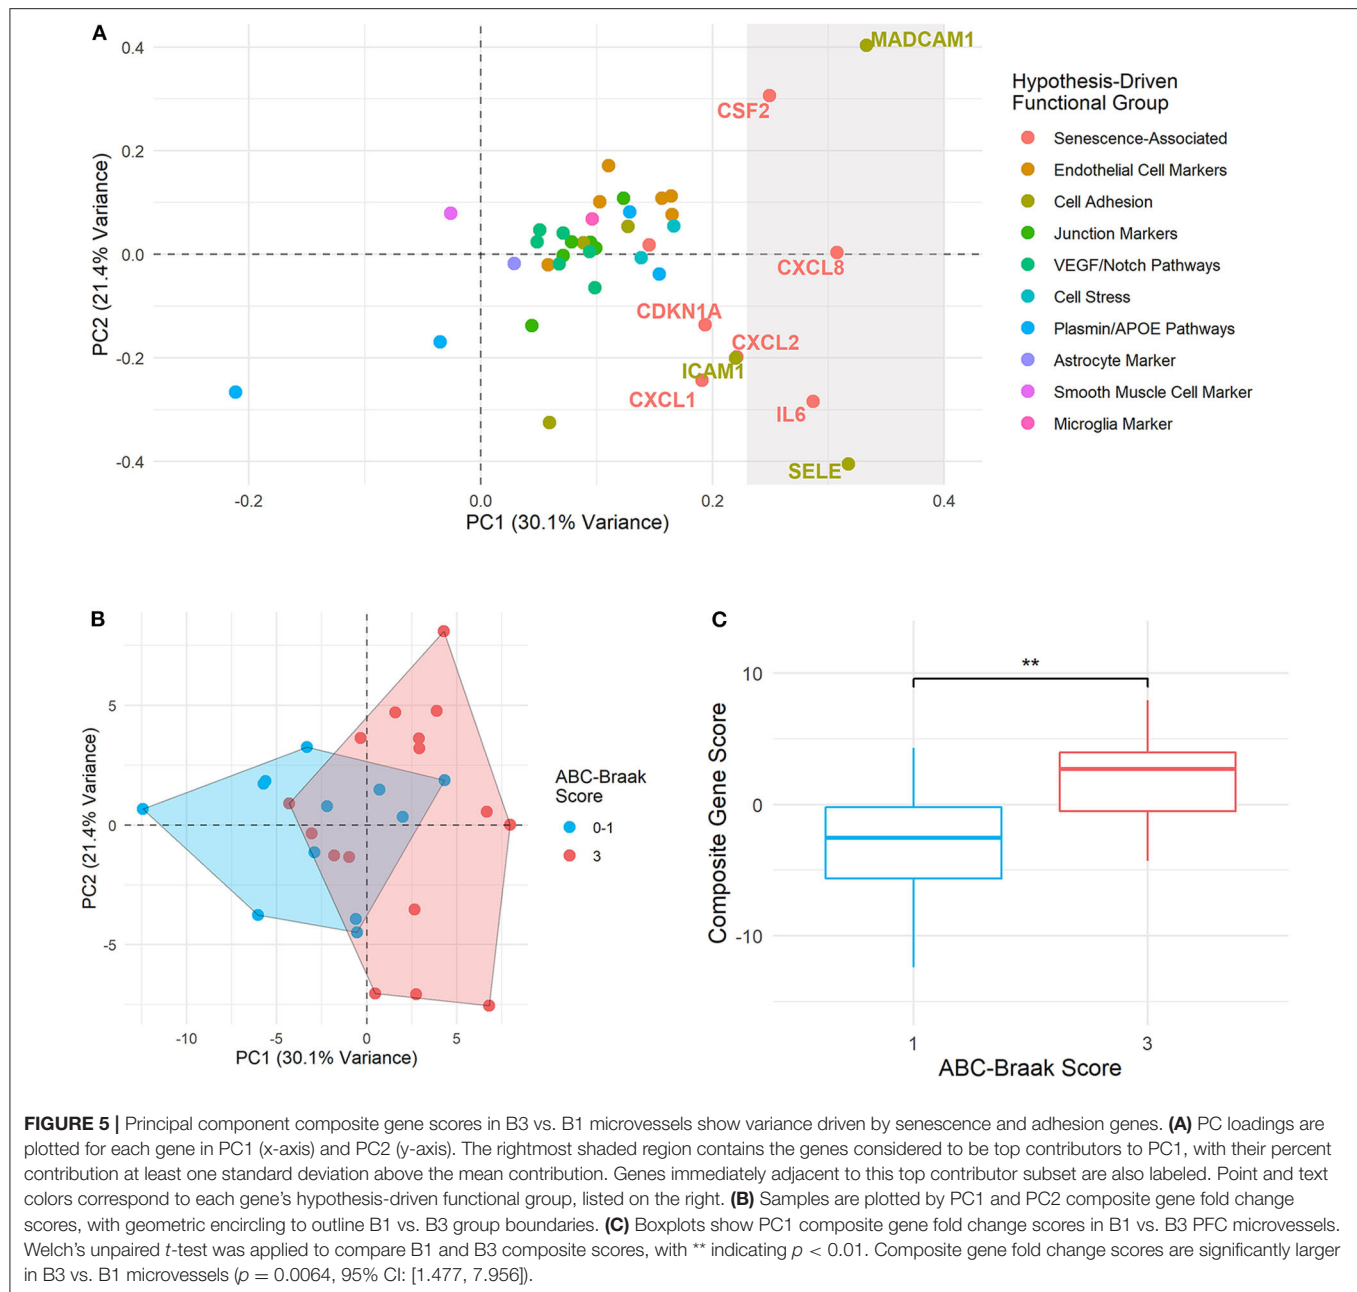 A
0.4
0.2
0.0
-0.2
-0.4
PC2 (21.4% Variance)
MADCAM1
CSF2
CXCL8
CDKN1A
CXCL2
ICAM1
CXCL1
IL6
SELE
-0.2
0.0
0.2
0.4
PC1 (30.1% Variance)
Hypothesis-Driven
Functional Group
Senescence-Associated
Endothelial Cell Markers
Cell Adhesion
Junction Markers
VEGF/Notch Pathways
Cell Stress
Plasmin/APOE Pathways
Astrocyte Marker
Smooth Muscle Cell Marker
Microglia Marker
B
5
0
-5
PC2 (21.4% Variance)
-10
-5
0
5
PC1 (30.1% Variance)
ABC-Braak
Score
0-1
3
C
**
10
0
-10
Composite Gene Score
1
3
ABC-Braak Score
FIGURE 5 | Principal component composite gene scores in B3 vs. B1 microvessels show variance driven by senescence and adhesion genes. (A) PC loadings are
plotted for each gene in PC1 (x-axis) and PC2 (y-axis). The rightmost shaded region contains the genes considered to be top contributors to PC1, with their percent
contribution at least one standard deviation above the mean contribution. Genes immediately adjacent to this top contributor subset are also labeled. Point and text
colors correspond to each gene's hypothesis-driven functional group, listed on the right. (B) Samples are plotted by PC1 and PC2 composite gene fold change
scores, with geometric encircling to outline B1 vs. B3 group boundaries. (C) Boxplots show PC1 composite gene fold change scores in B1 vs. B3 PFC microvessels.
Welch's unpaired t-test was applied to compare B1 and B3 composite scores, with ** indicating p < 0.01. Composite gene fold change scores are significantly larger
in B3 vs. B1 microvessels (p = 0.0064, 95% CI: [1.477, 7.956]).